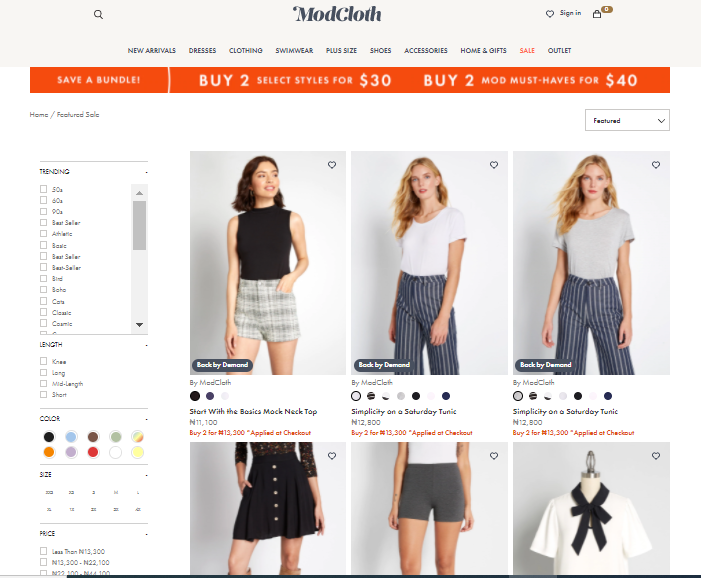 ModCloth
Sign in
0
NEW ARRIVALS DRESSES CLOTHING SWIMWEAR PLUS SIZE SHOES ACCESSORIES HOME & GIFTS SALE OUTLET
SAVE A BUNDLE! BUY 2 SELECT STYLES FOR $30 BUY 2 MOD MUST-HAVES FOR $40
Home / Featured Sale
Featured
TRENDING -
50s
60s
90s
Best Seller
Athletic
Basic
Best Seller
Best-Seller
Bird
Boho
Cats
Classic
Cosmic
LENGTH -
Knee
Long
Mid-Length
Short
COLOR -
SIZE -
XXS XS S M L
XL 1X 2X 3X 4X
PRICE -
Less Than ₦13,300
₦13,300 - ₦22,100
₦22,100 - ₦44,100
Back by Demand
By ModCloth
Start With the Basics Mock Neck Top
₦11,100
Buy 2 for ₦13,300 *Applied at Checkout
Back by Demand
By ModCloth
Simplicity on a Saturday Tunic
₦12,800
Buy 2 for ₦13,300 *Applied at Checkout
Back by Demand
By ModCloth
Simplicity on a Saturday Tunic
₦12,800
Buy 2 for ₦13,300 *Applied at Checkout